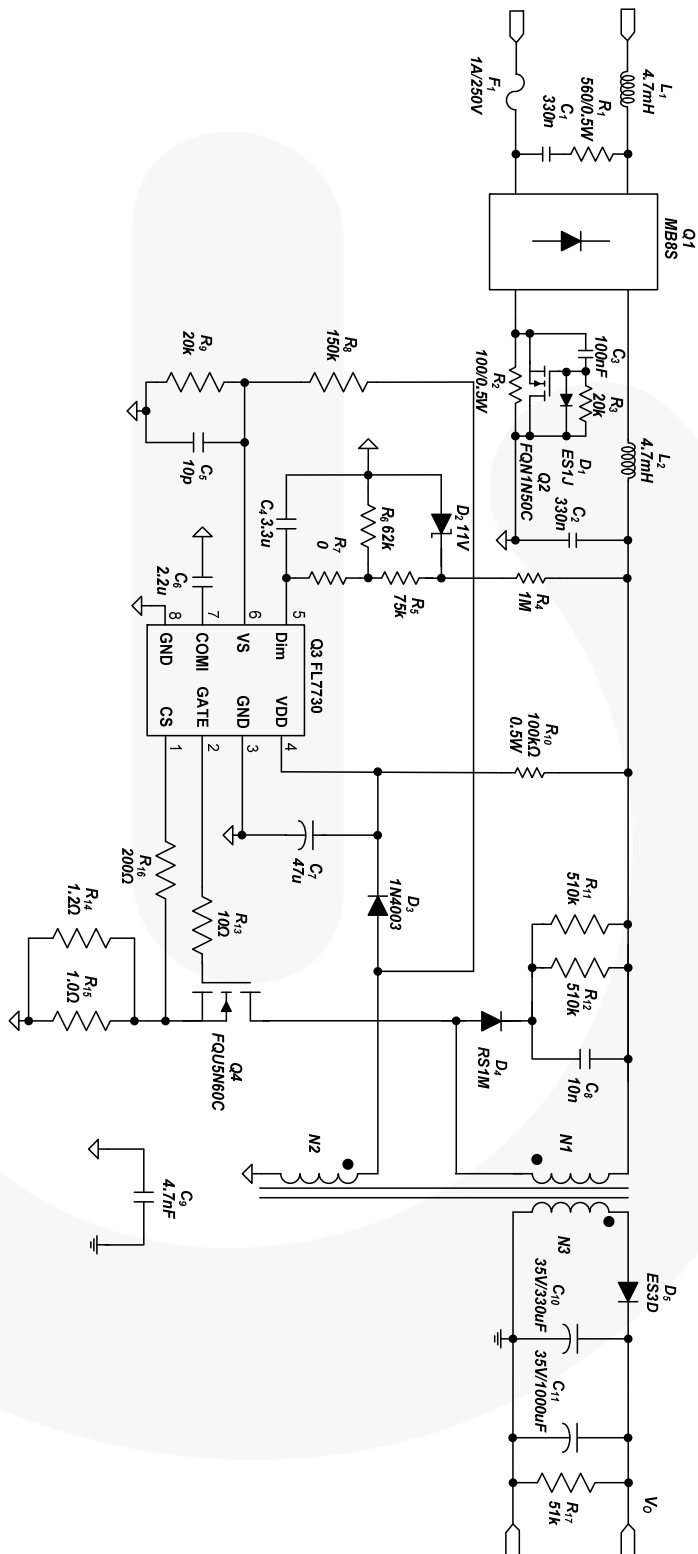 L1
4.7mH
R1
560/0.5W
C1
330n
F1
1A/250V
Q1
MB8S
C3
100nF
R3
20k
D1
ES1J
Q2
FQN1N50C
R2
100/0.5W
L2
4.7mH
C2
330n
R4
1M
D2 11V
R5
75k
R6 62k
R7
0
C4 3.3u
R8
150k
R9
20k
C5
10p
C6
2.2u
Q3 FL7730
5
Dim
6
VS
7
COMI
8
GND
VDD
4
GND
3
GATE
2
CS
1
R10
100kΩ
0.5W
C7
47u
D3
1N4003
R11
510k
R12
510k
C8
10n
D4
RS1M
R13
10Ω
R16
200Ω
Q4
FQU5N60C
R14
1.2Ω
R15
1.0Ω
N1
N2
N3
C9
4.7nF
D5
ES3D
C10
35V/330uF
C11
35V/1000uF
R17
51k
VO